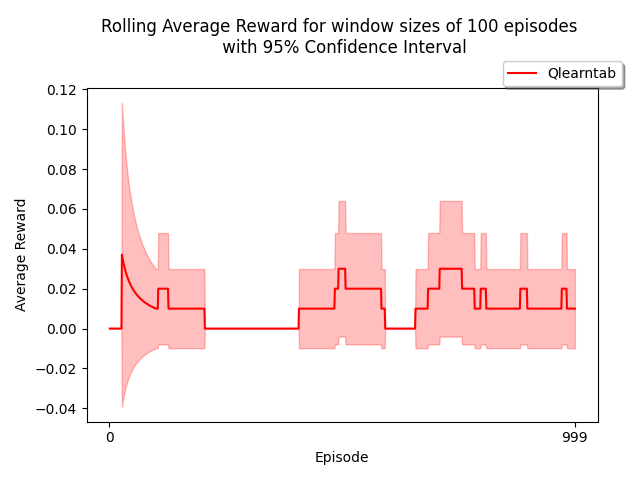 Rolling Average Reward for window sizes of 100 episodes
with 95% Confidence Interval
Qlearntab
0.12
0.10
0.08
0.06
0.04
0.02
0.00
−0.02
−0.04
Average Reward
0
999
Episode